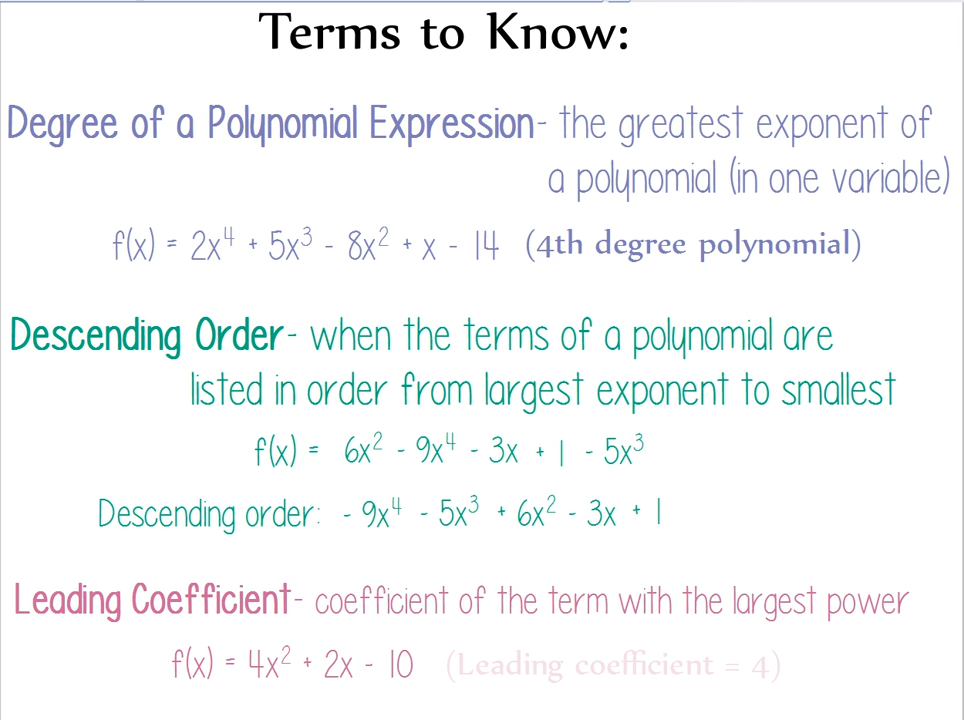 Terms to Know:
Degree of a Polynomial Expression- the greatest exponent of
a polynomial (in one variable)
f(x) = 2x⁴ + 5x³ - 8x² + x - 14 (4th degree polynomial)
Descending Order- when the terms of a polynomial are
listed in order from largest exponent to smallest
f(x) = 6x² - 9x⁴ - 3x + 1 - 5x³
Descending order: - 9x⁴ - 5x³ + 6x² - 3x + 1
Leading Coefficient- coefficient of the term with the largest power
f(x) = 4x² + 2x - 10 (Leading coefficient = 4)